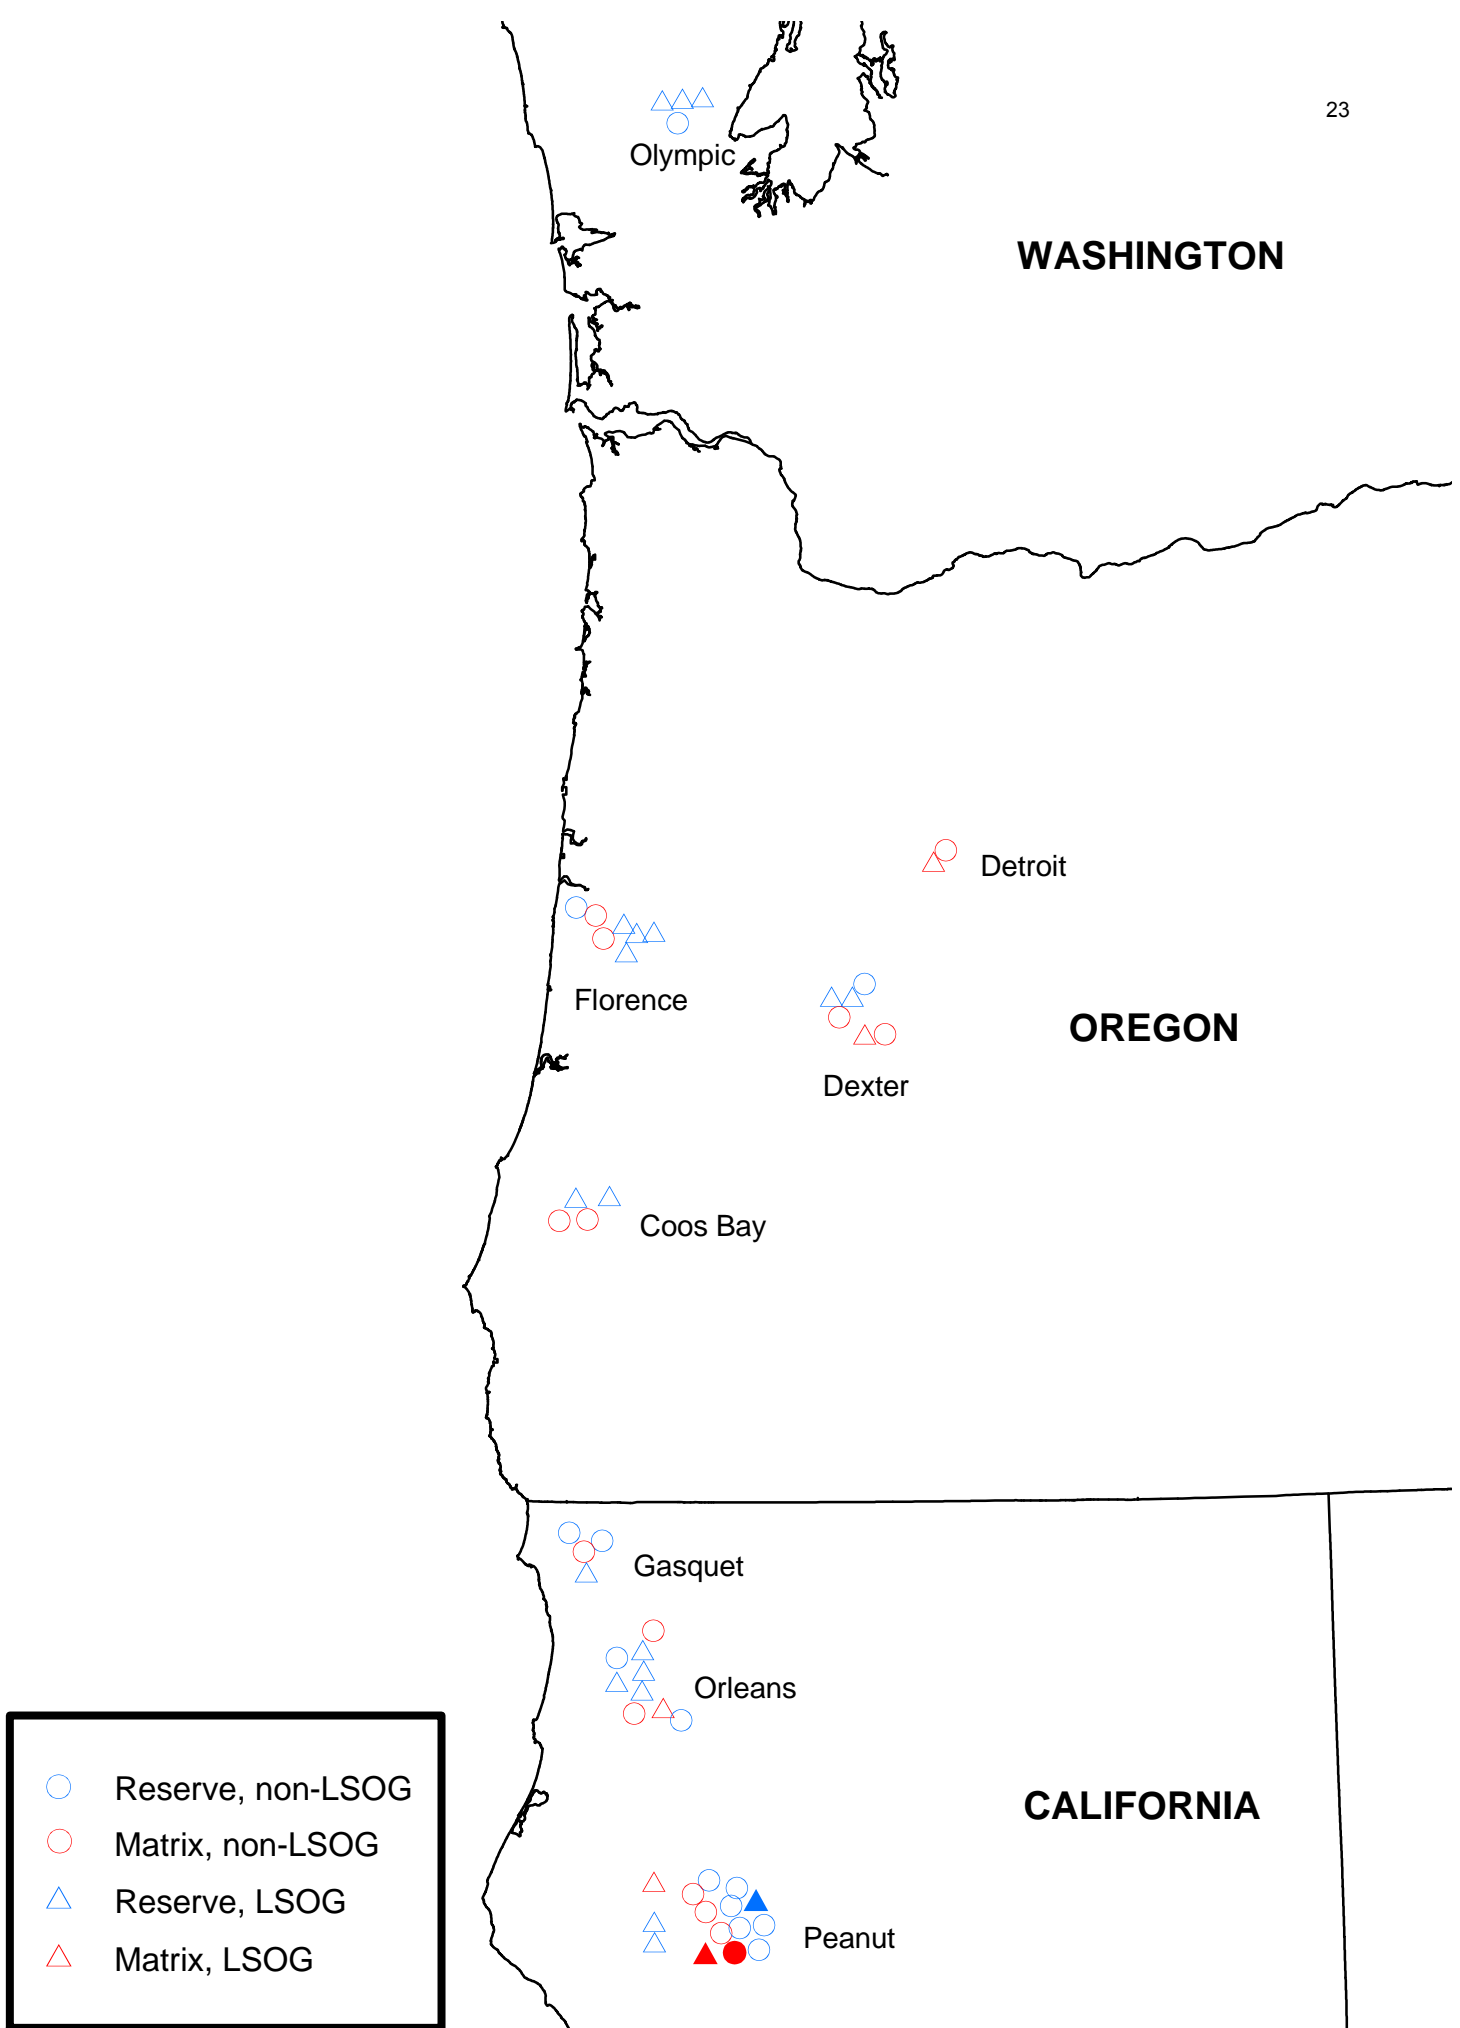 23
Olympic
WASHINGTON
Detroit
Florence
OREGON
Dexter
Coos Bay
Gasquet
Orleans
CALIFORNIA
Reserve, non-LSOG
Matrix, non-LSOG
Reserve, LSOG
Matrix, LSOG
Peanut